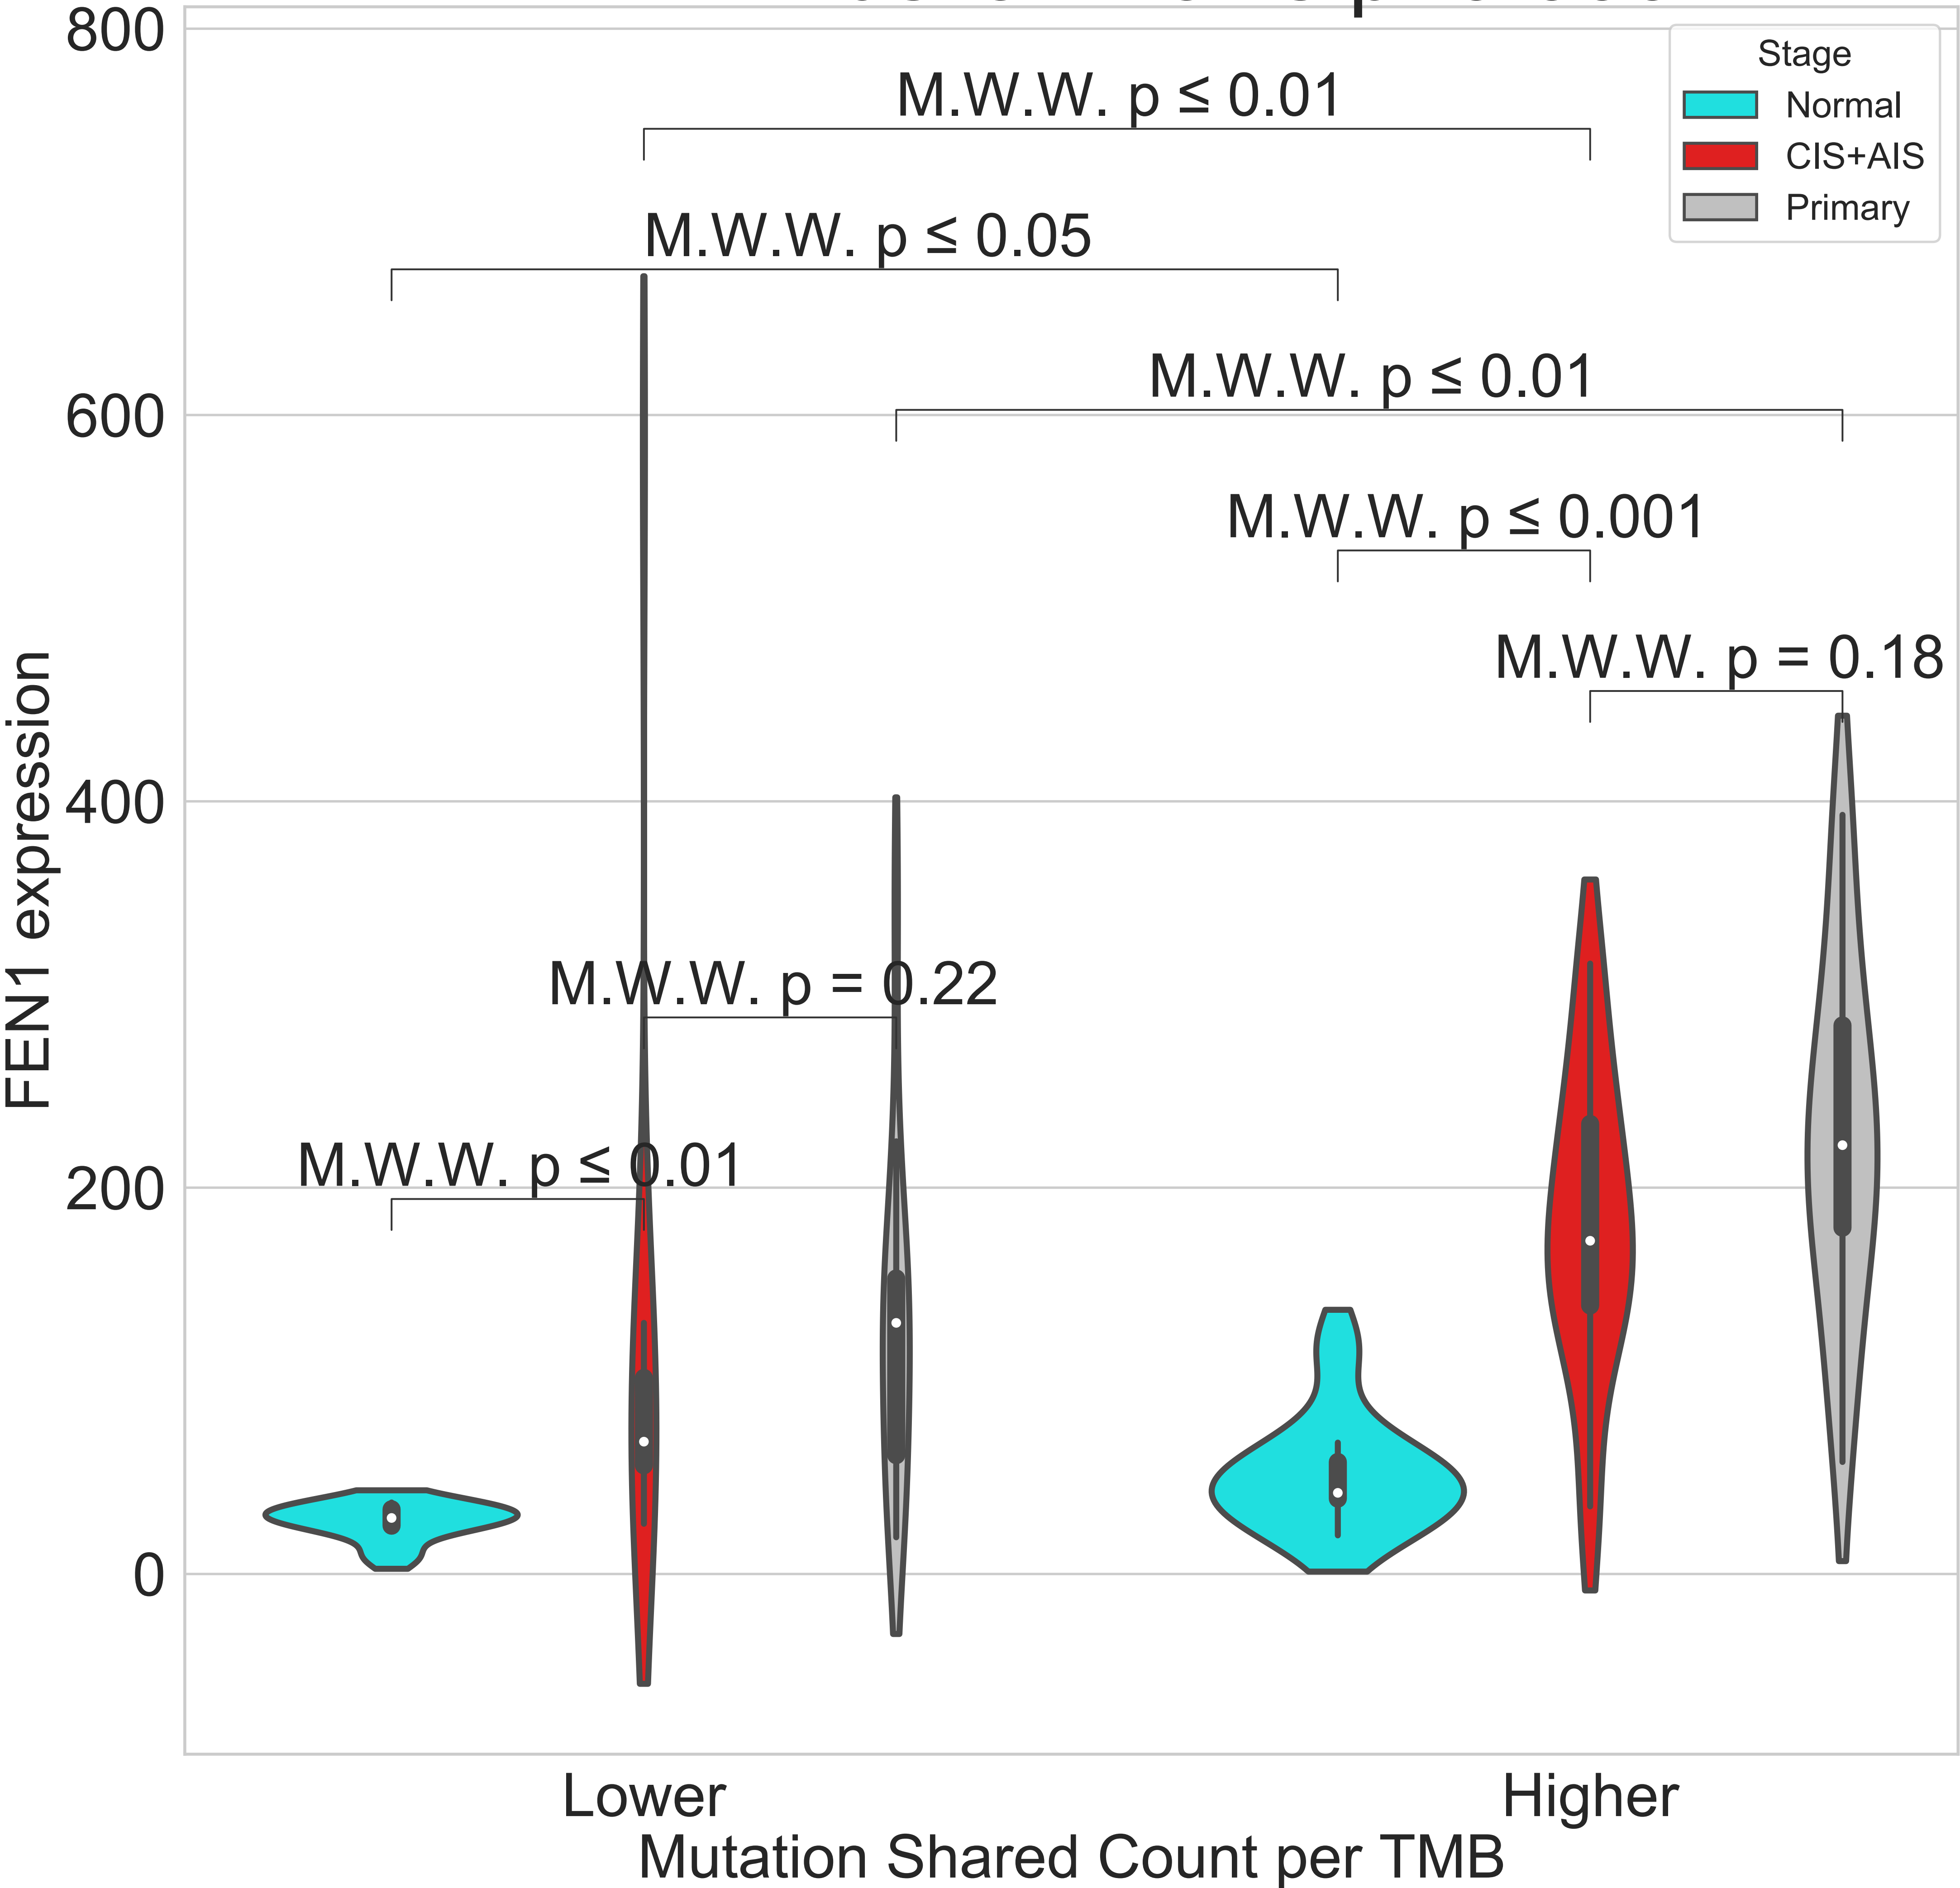 800
Stage
Normal
CIS+AIS
Primary
M.W.W. p ≤ 0.01
M.W.W. p ≤ 0.05
M.W.W. p ≤ 0.01
600
M.W.W. p ≤ 0.001
M.W.W. p = 0.18
400
M.W.W. p = 0.22
M.W.W. p ≤ 0.01
200
0
FEN1 expression
Lower
Higher
Mutation Shared Count per TMB